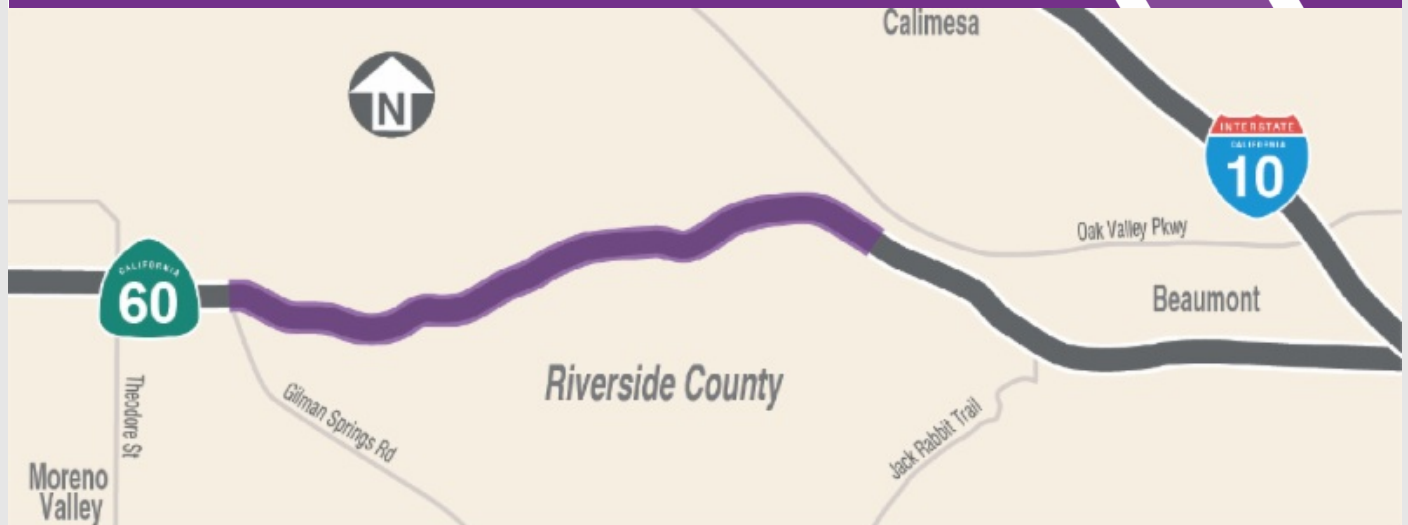 Calimesa
N
INTERSTATE
CALIFORNIA
10
Oak Valley Pkwy
CALIFORNIA
60
Beaumont
Riverside County
Theodore St
Gilman Springs Rd
Jack Rabbit Trail
Moreno
Valley